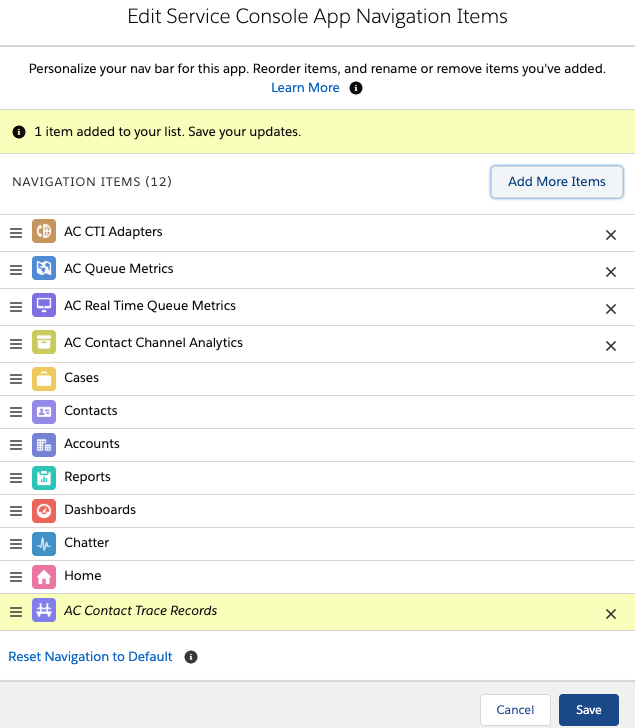 Edit Service Console App Navigation Items
Personalize your nav bar for this app. Reorder items, and rename or remove items you've added.
Learn More
1 item added to your list. Save your updates.
NAVIGATION ITEMS (12)
Add More Items
AC CTI Adapters
AC Queue Metrics
AC Real Time Queue Metrics
AC Contact Channel Analytics
Cases
Contacts
Accounts
Reports
Dashboards
Chatter
Home
AC Contact Trace Records
Reset Navigation to Default
Cancel
Save